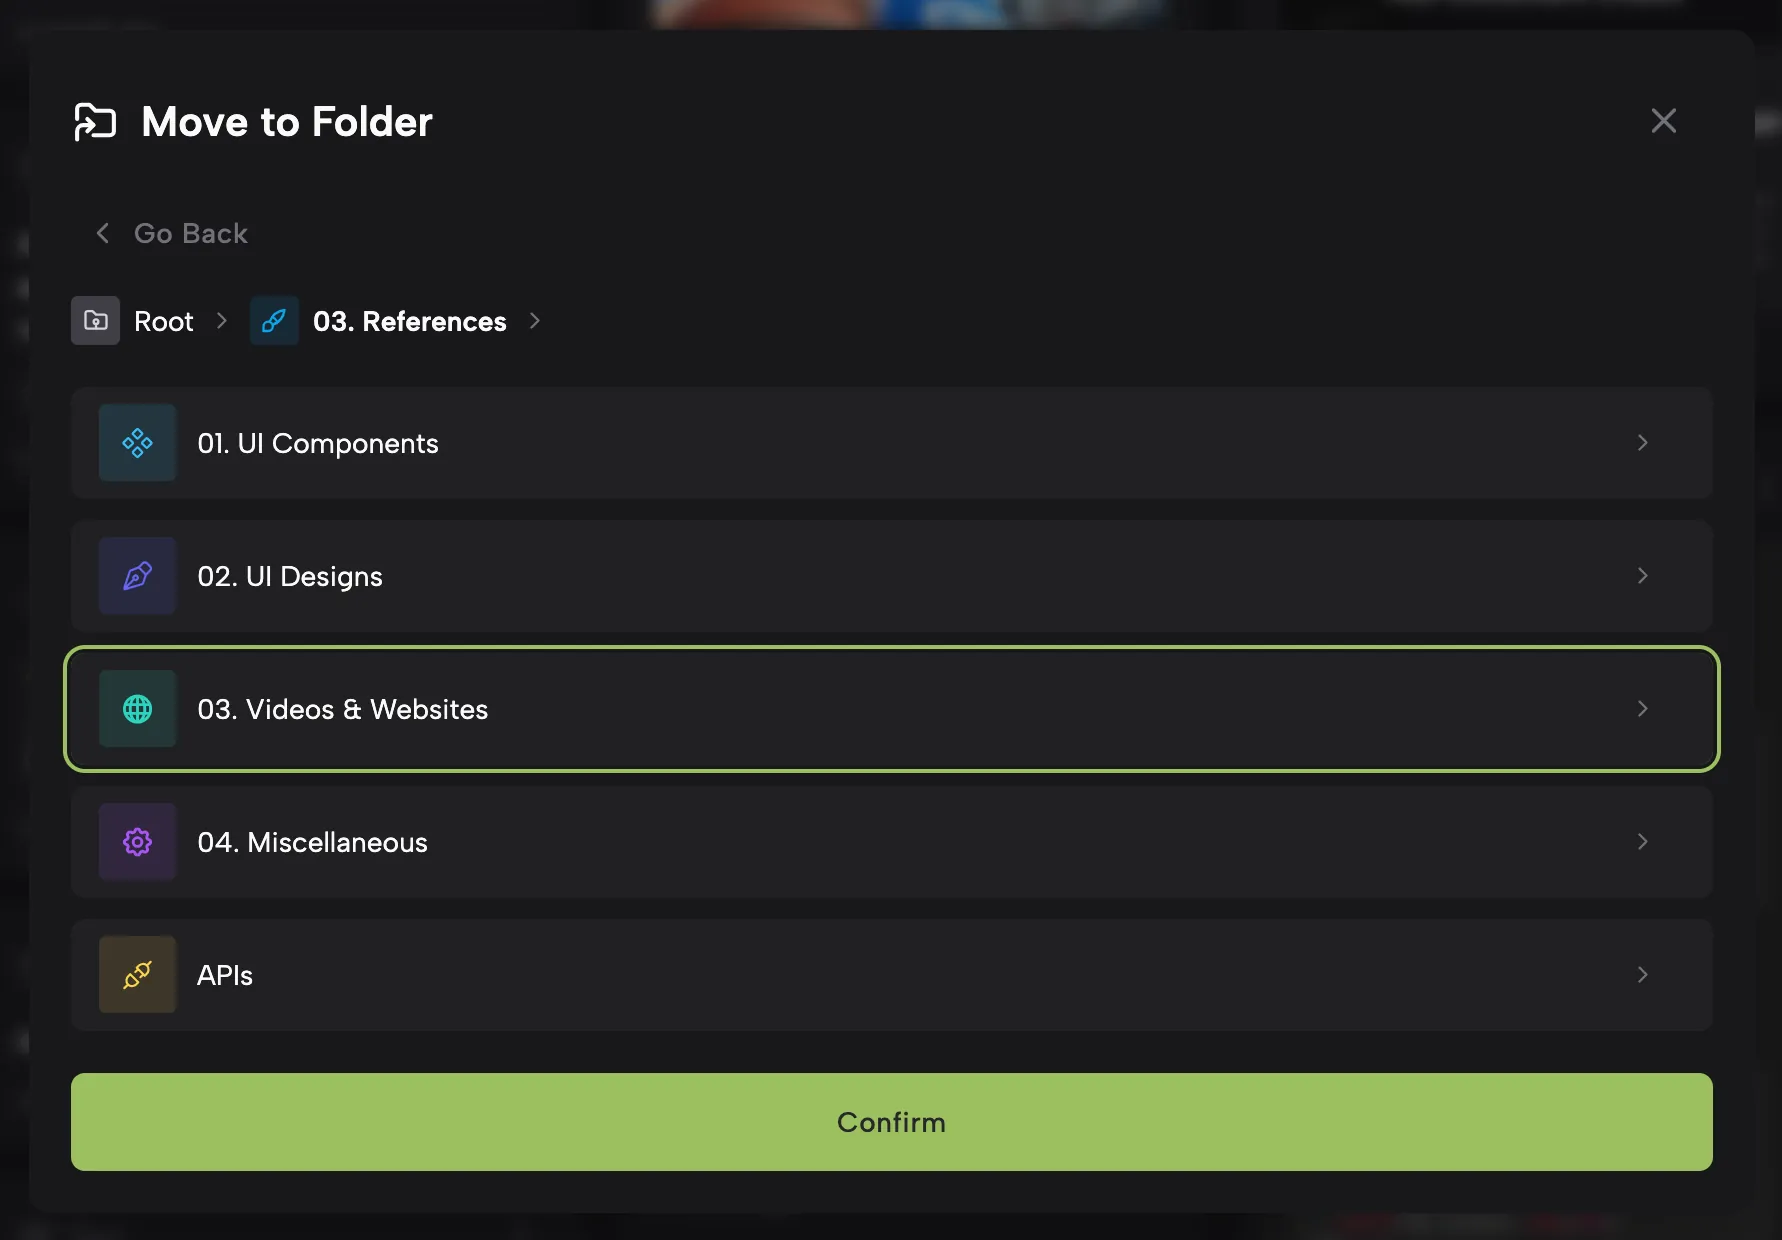 Move to Folder
Go Back
Root
03. References
01. UI Components
02. UI Designs
03. Videos & Websites
04. Miscellaneous
APIs
Confirm